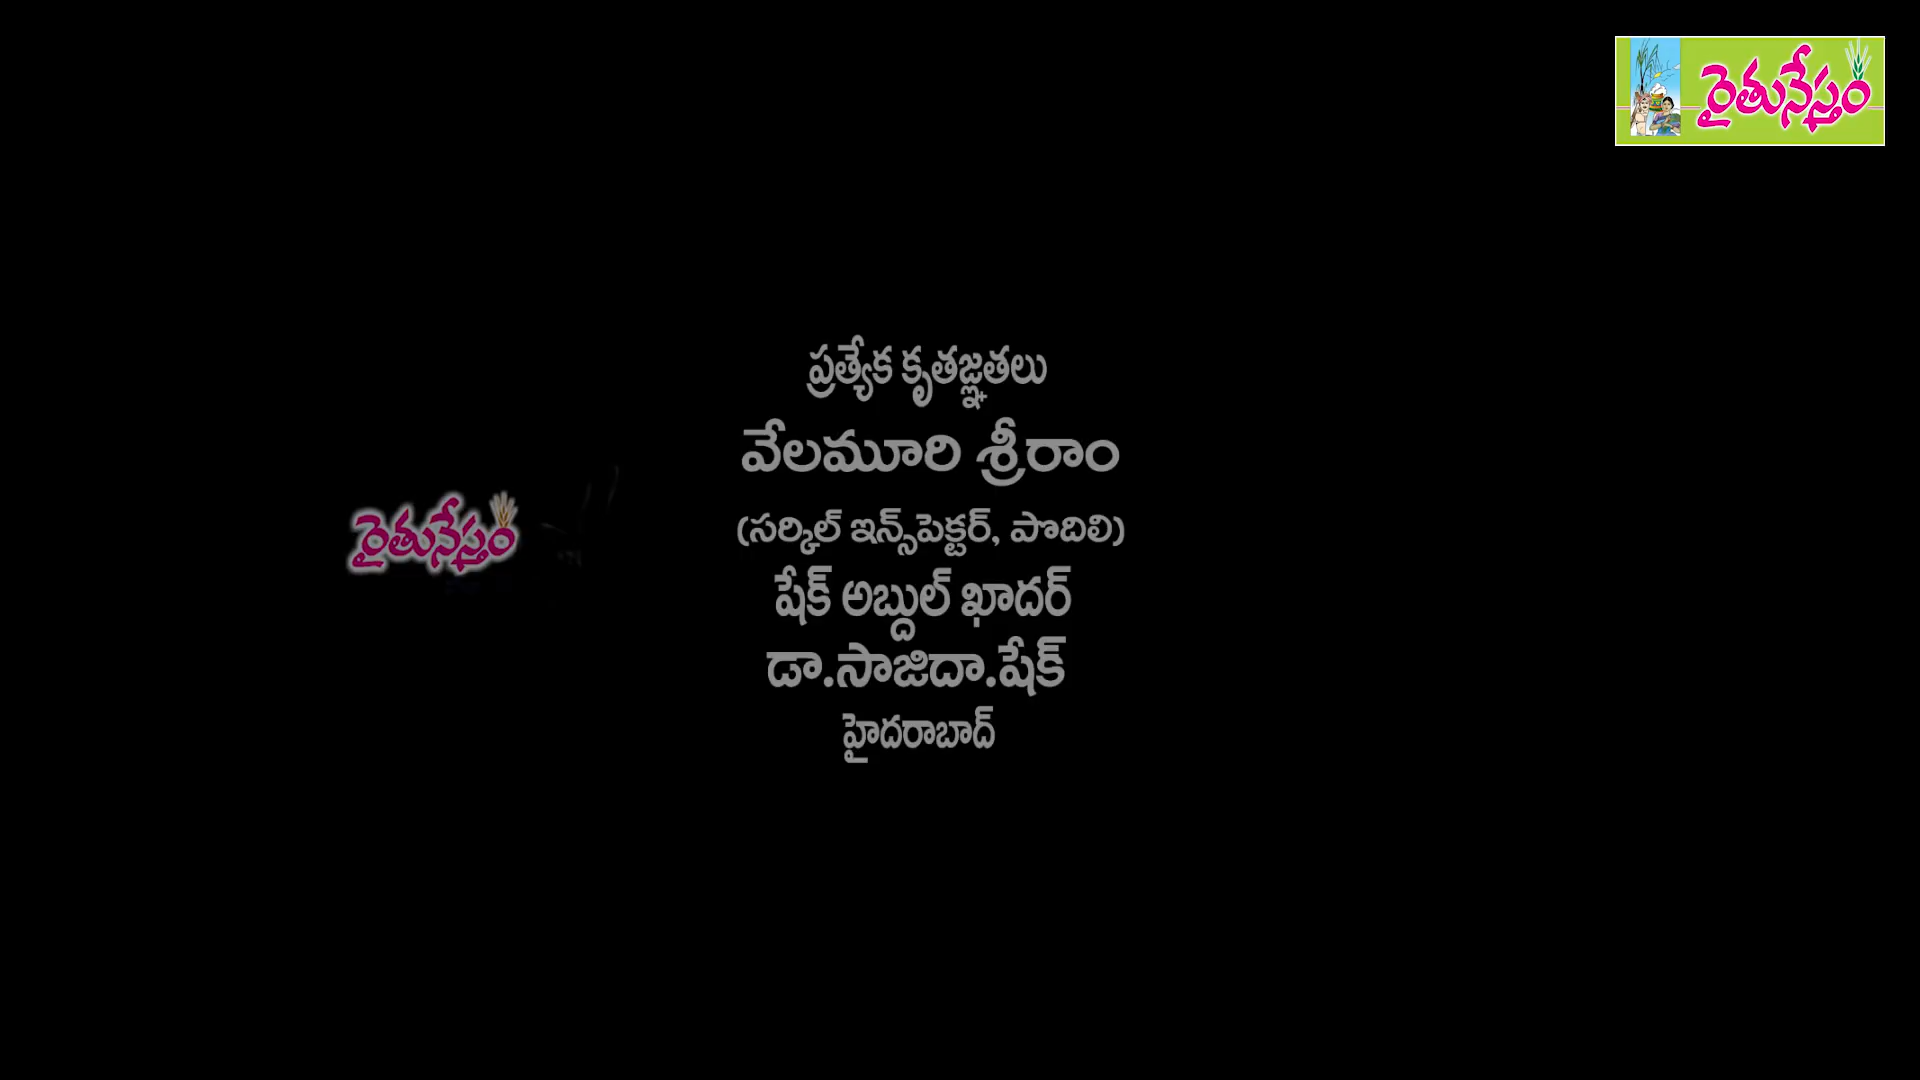 రైతునేస్తం
ప్రత్యేక కృతజ్ఞతలు
వేలమూరి శ్రీరాం
(సర్కిల్ ఇన్స్‌పెక్టర్, పొదిలి)
రైతునేస్తం
షేక్ అబ్దుల్ ఖాదర్
డా.సాజిదా.షేక్
హైదరాబాద్